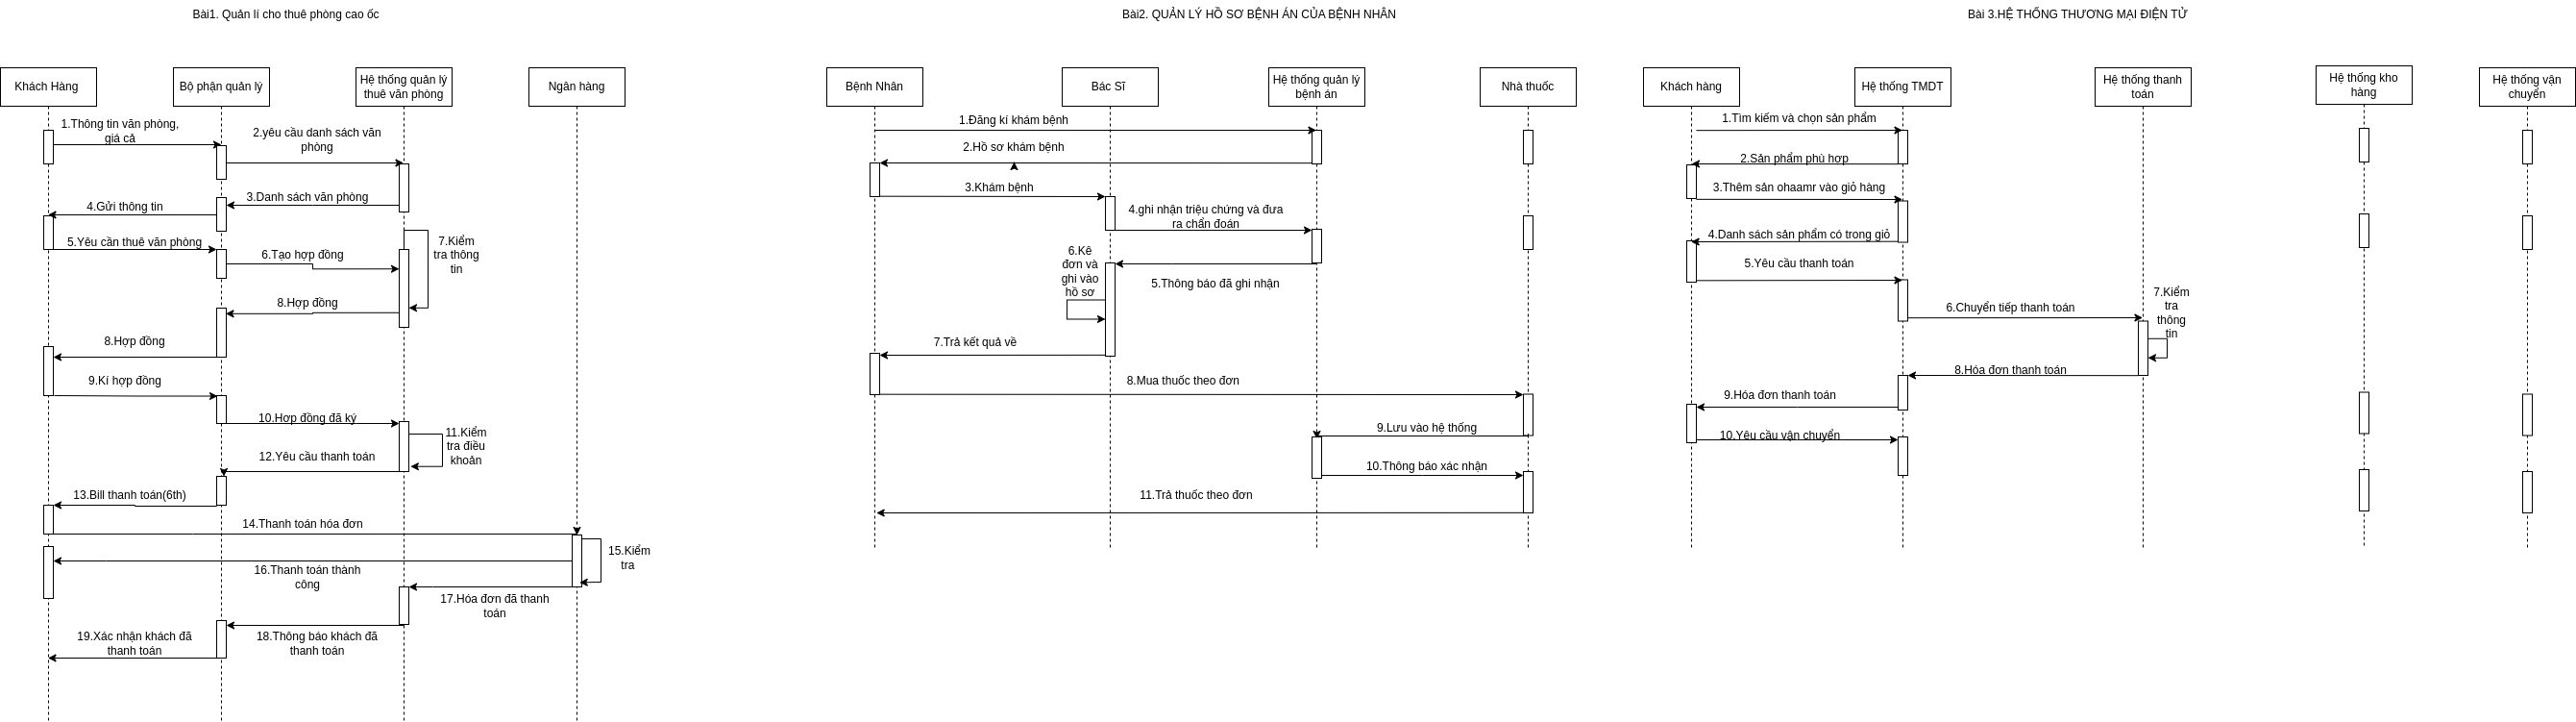 Bài1. Quản lí cho thuê phòng cao ốc
Khách Hàng
Bộ phận quản lý
Hệ thống quản lý
thuê văn phòng
Ngân hàng
1.Thông tin văn phòng,
giá cả
2.yêu cầu danh sách văn
phòng
3.Danh sách văn phòng
4.Gửi thông tin
5.Yêu cầu thuê văn phòng
6.Tạo hợp đồng
7.Kiểm
tra thông
tin
8.Hợp đồng
8.Hợp đồng
9.Kí hợp đồng
10.Hợp đồng đã ký
11.Kiểm
tra điều
khoản
12.Yêu cầu thanh toán
13.Bill thanh toán(6th)
14.Thanh toán hóa đơn
15.Kiểm
tra
16.Thanh toán thành
công
17.Hóa đơn đã thanh
toán
18.Thông báo khách đã
thanh toán
19.Xác nhận khách đã
thanh toán
Bài2. QUẢN LÝ HỒ SƠ BỆNH ÁN CỦA BỆNH NHÂN
Bệnh Nhân
Bác Sĩ
Hệ thống quản lý
bệnh án
Nhà thuốc
1.Đăng kí khám bệnh
2.Hồ sơ khám bệnh
3.Khám bệnh
4.ghi nhận triệu chứng và đưa
ra chẩn đoán
5.Thông báo đã ghi nhận
6.Kê
đơn và
ghi vào
hồ sơ
7.Trả kết quả về
8.Mua thuốc theo đơn
9.Lưu vào hệ thống
10.Thông báo xác nhận
11.Trả thuốc theo đơn
Bài 3.HỆ THỐNG THƯƠNG MẠI ĐIỆN TỬ
Khách hàng
Hệ thống TMDT
Hệ thống thanh
toán
Hệ thống kho
hàng
Hệ thống vận
chuyển
1.Tìm kiếm và chọn sản phẩm
2.Sản phẩm phù hợp
3.Thêm sản ohaamr vào giỏ hàng
4.Danh sách sản phẩm có trong giỏ
5.Yêu cầu thanh toán
6.Chuyển tiếp thanh toán
7.Kiểm
tra
thông
tin
8.Hóa đơn thanh toán
9.Hóa đơn thanh toán
10.Yêu cầu vận chuyển